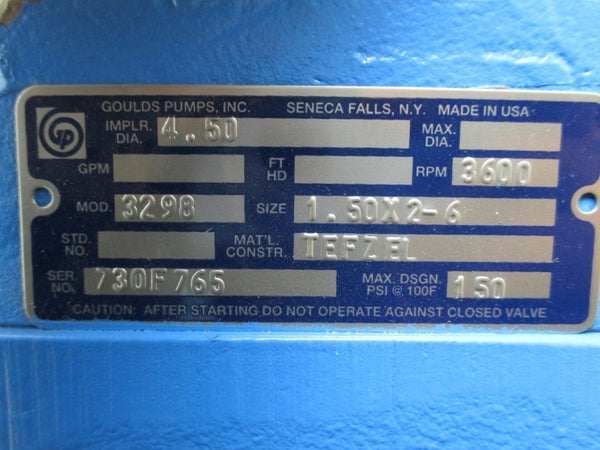 GOULDS PUMPS, INC. SENECA FALLS, N.Y. MADE IN USA
IMPLR. DIA. 4.50 MAX. DIA.
GPM FT HD RPM 3600
MOD. 3298 SIZE 1.50X2-6
STD. NO. MAT'L. CONSTR. TEFZEL
SER. NO. 730F765 MAX. DSGN. PSI @ 100F 150
CAUTION: AFTER STARTING DO NOT OPERATE AGAINST CLOSED VALVE